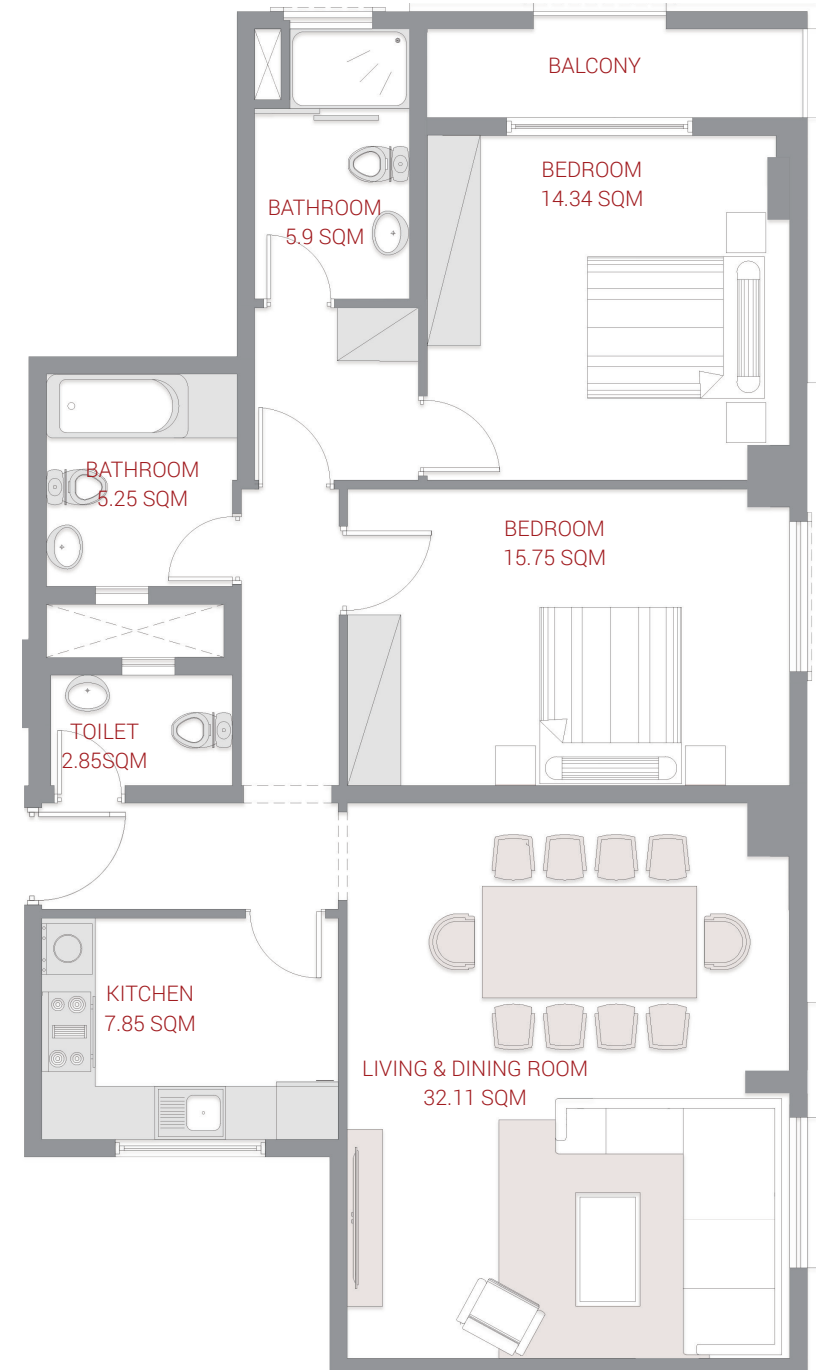 BALCONY
BEDROOM
14.34 SQM
BATHROOM
5.9 SQM
BATHROOM
5.25 SQM
BEDROOM
15.75 SQM
TOILET
2.85SQM
KITCHEN
7.85 SQM
LIVING & DINING ROOM
32.11 SQM